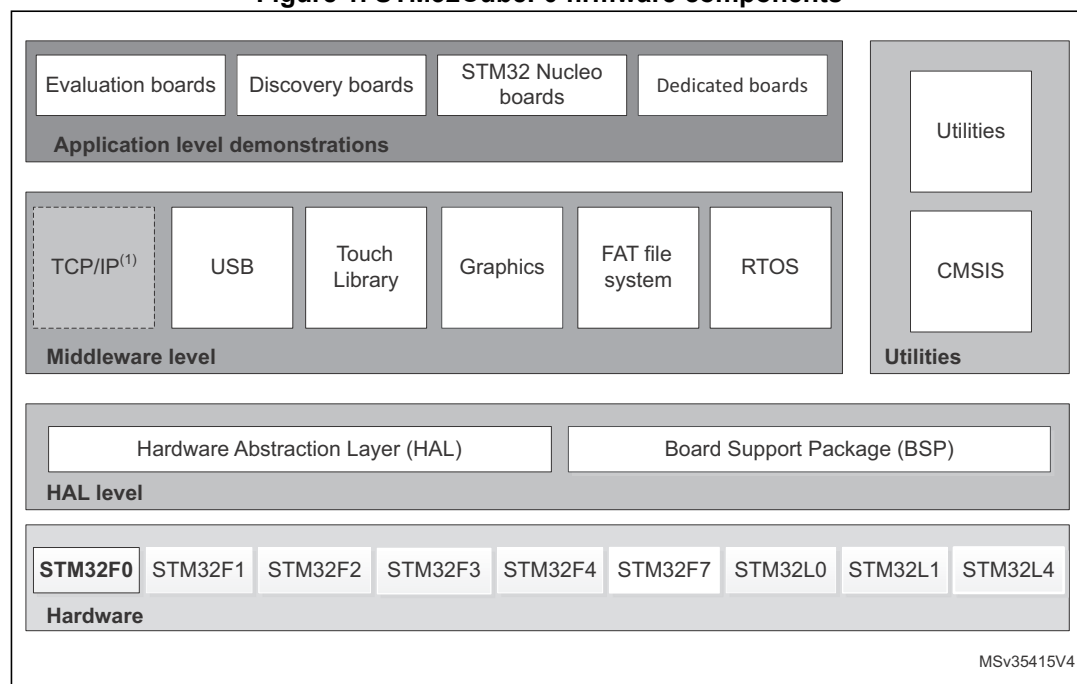 Evaluation boards
Discovery boards
STM32 Nucleo
boards
Dedicated boards
Application level demonstrations
Utilities
CMSIS
Utilities
TCP/IP(1)
USB
Touch
Library
Graphics
FAT file
system
RTOS
Middleware level
Hardware Abstraction Layer (HAL)
Board Support Package (BSP)
HAL level
STM32F0 STM32F1 STM32F2 STM32F3 STM32F4 STM32F7 STM32L0 STM32L1 STM32L4
Hardware
MSv35415V4